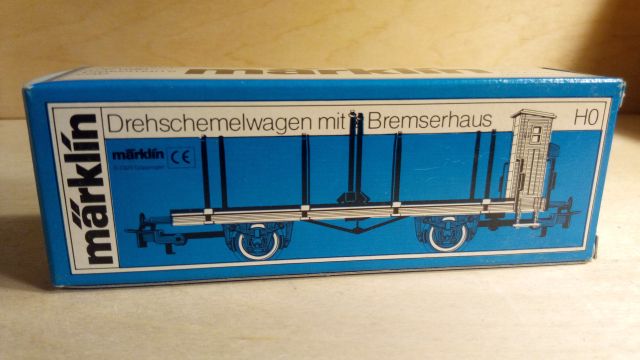 märklin
märklin
Drehschemelwagen mit Bremserhaus
H0
märklin CE